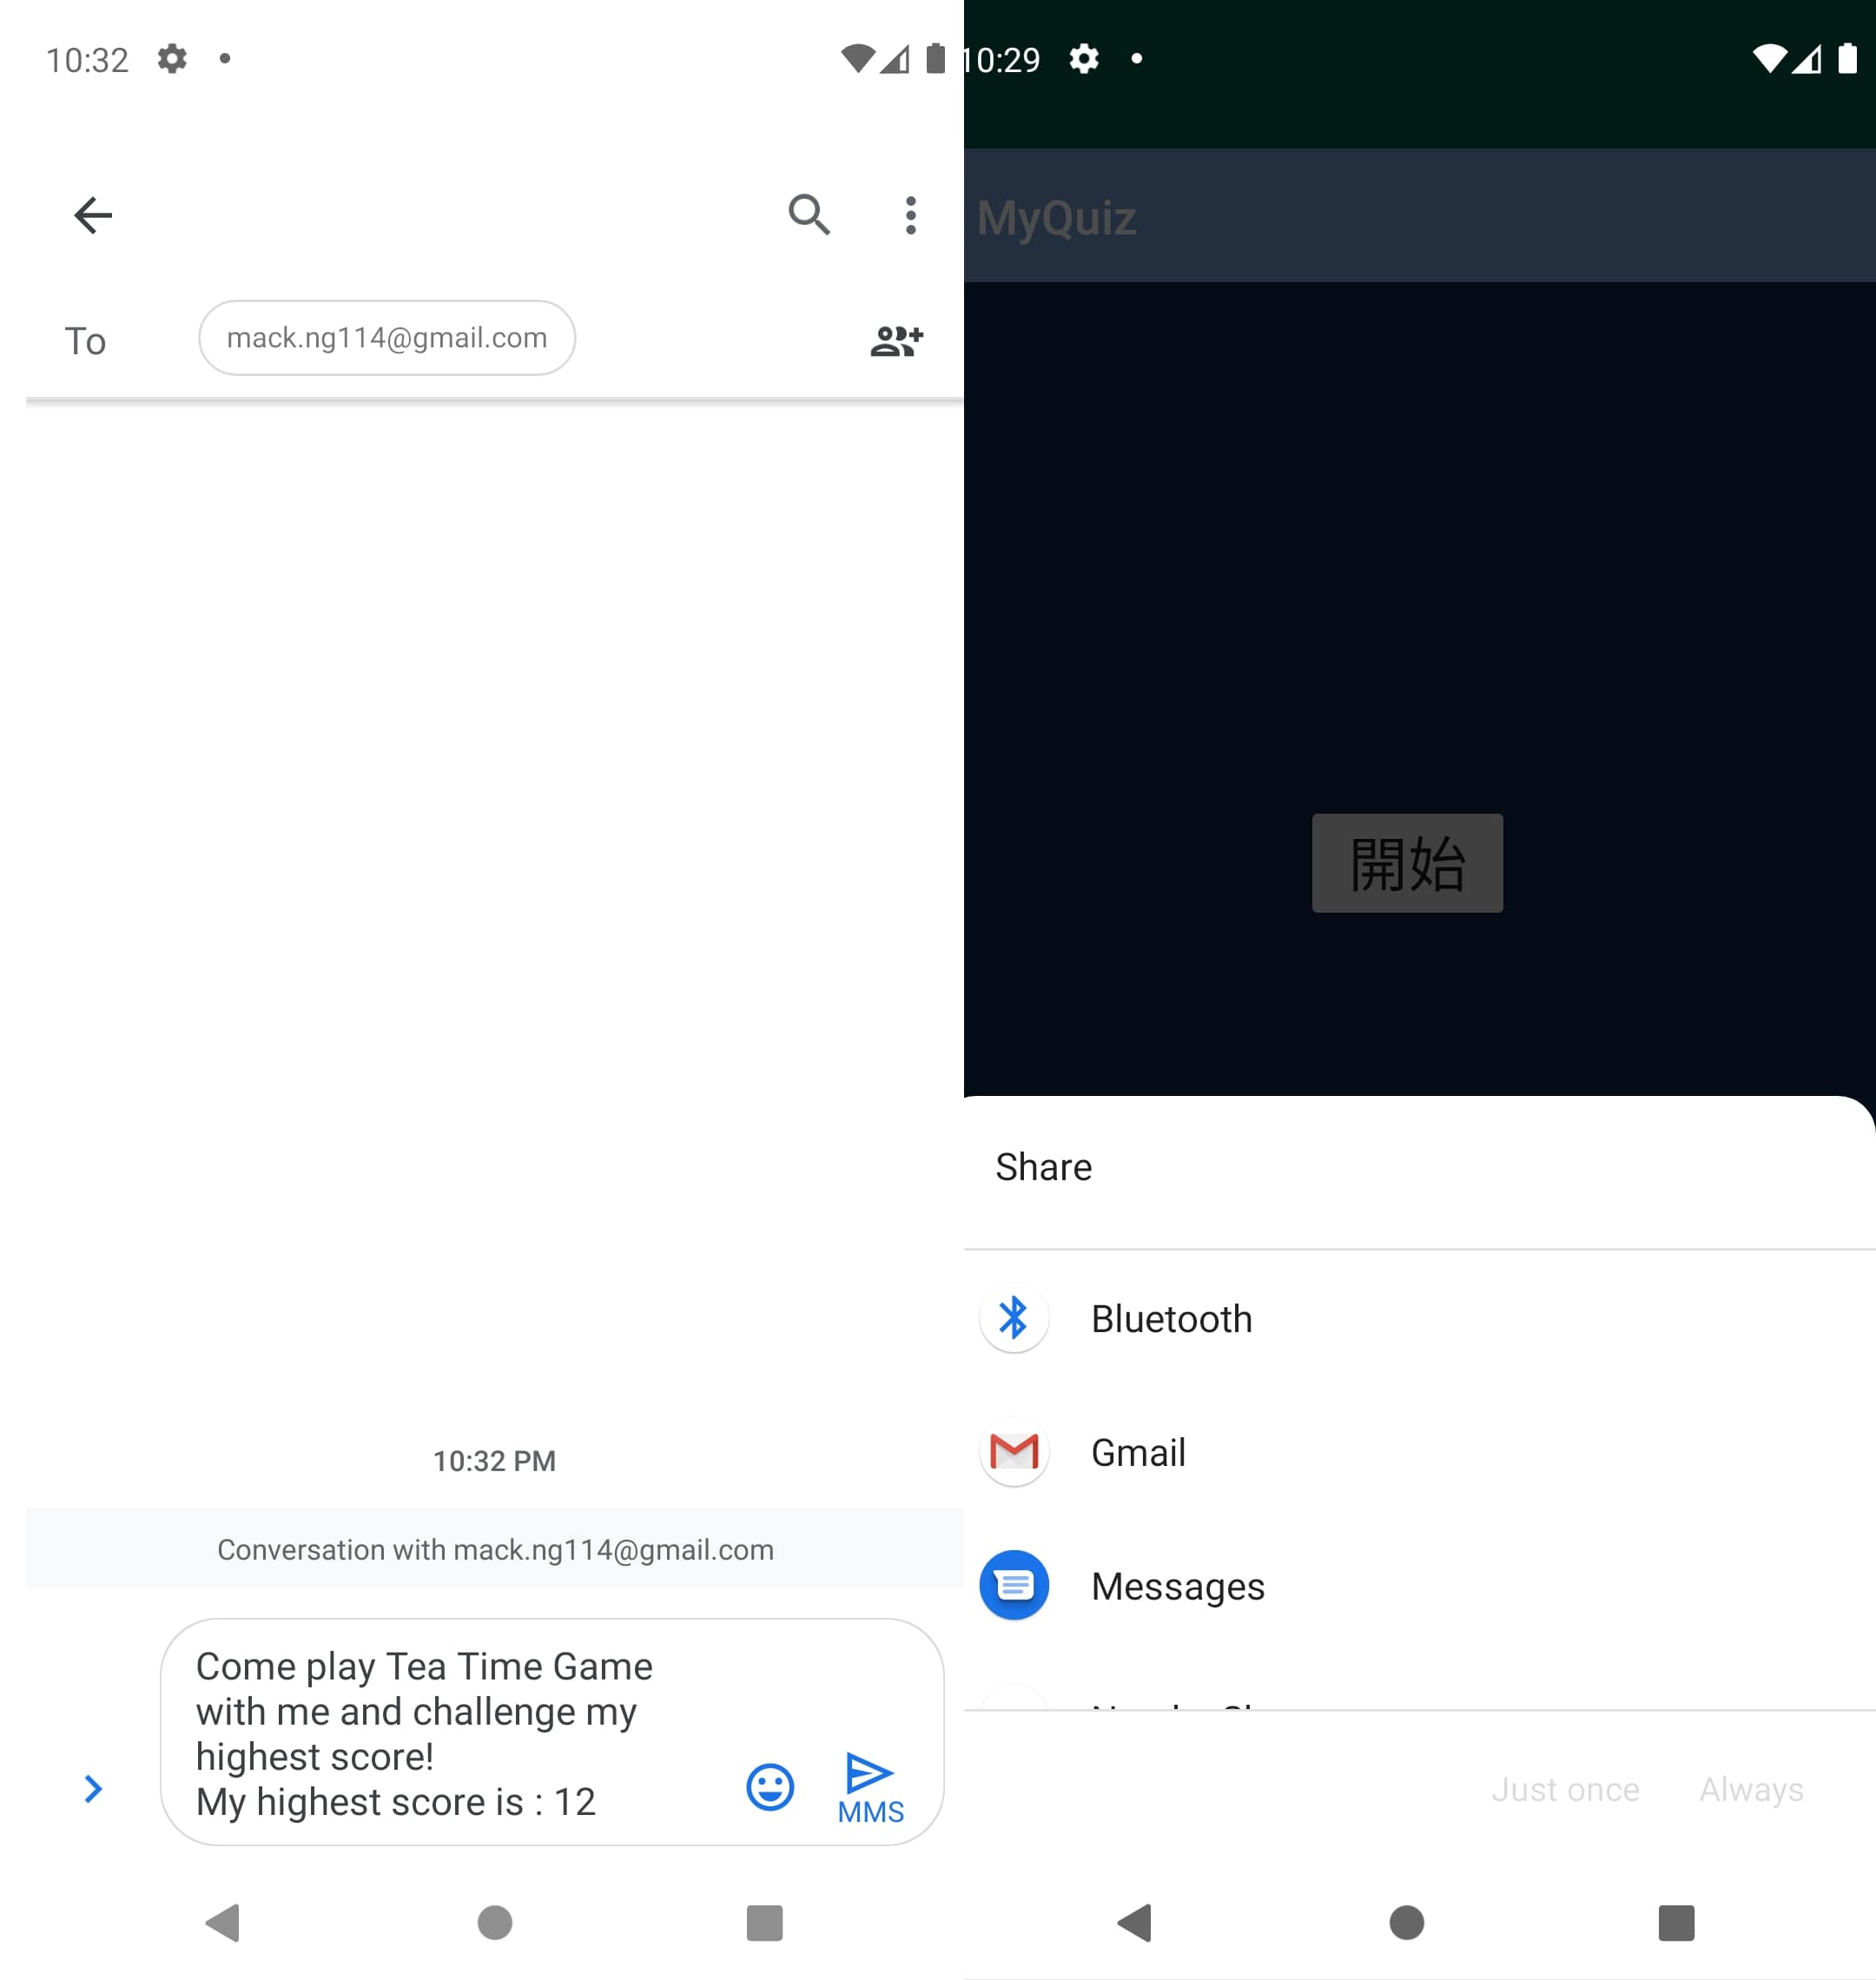 10:32
To
mack.ng114@gmail.com
10:32 PM
Conversation with mack.ng114@gmail.com
Come play Tea Time Game
with me and challenge my
highest score!
My highest score is : 12
MMS
10:29
MyQuiz
開始
Share
Bluetooth
Gmail
Messages
Just once
Always